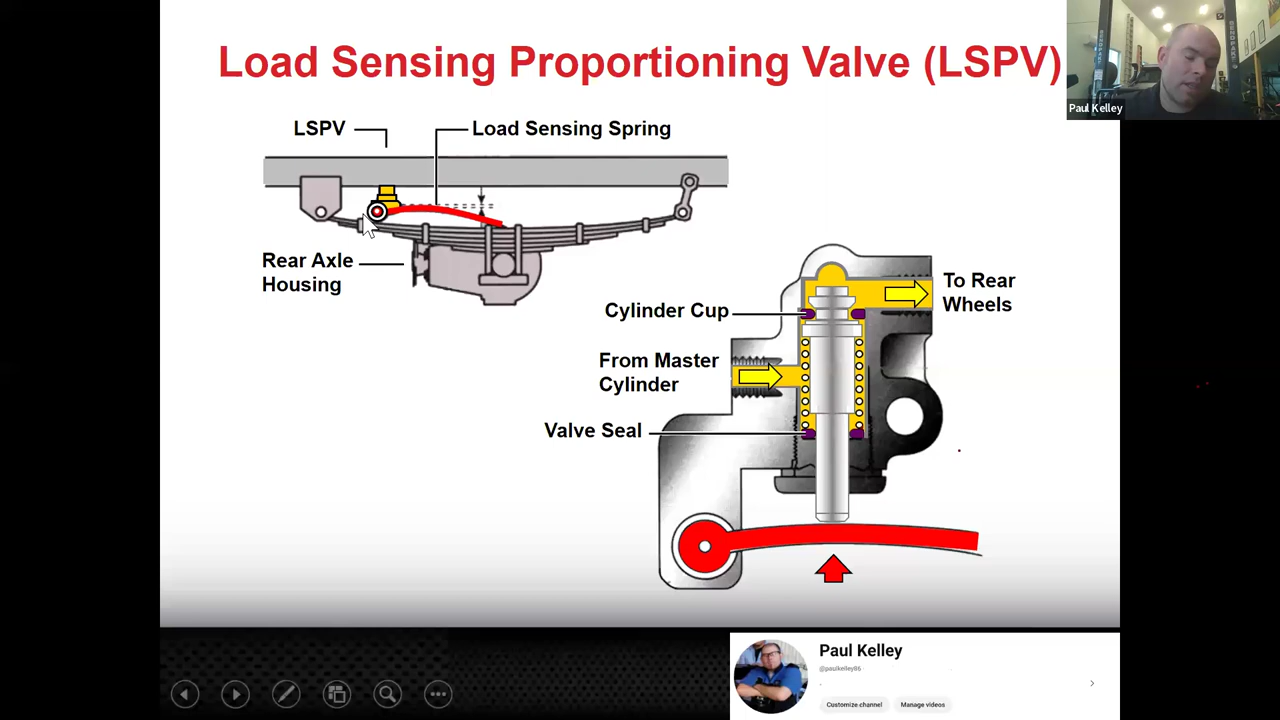 Load Sensing Proportioning Valve (LSPV)
Paul Kelley
LSPV
Load Sensing Spring
Rear Axle
Housing
To Rear
Wheels
Cylinder Cup
From Master
Cylinder
Valve Seal
Paul Kelley
@paulkelley86
Customize channel
Manage videos